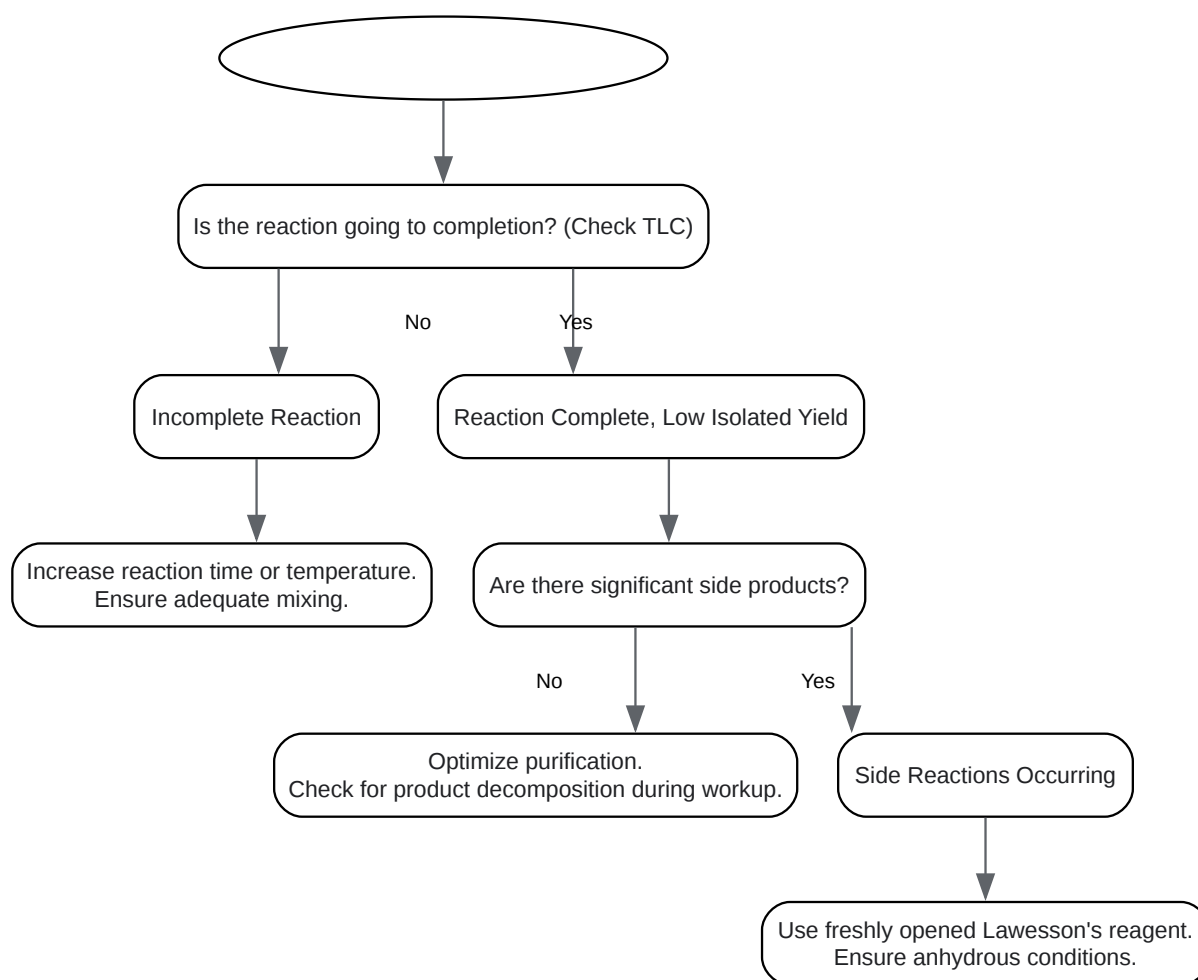 Is the reaction going to completion? (Check TLC)
No
Yes
Incomplete Reaction
Reaction Complete, Low Isolated Yield
Increase reaction time or temperature.
Ensure adequate mixing.
Are there significant side products?
No
Yes
Optimize purification.
Check for product decomposition during workup.
Side Reactions Occurring
Use freshly opened Lawesson's reagent.
Ensure anhydrous conditions.